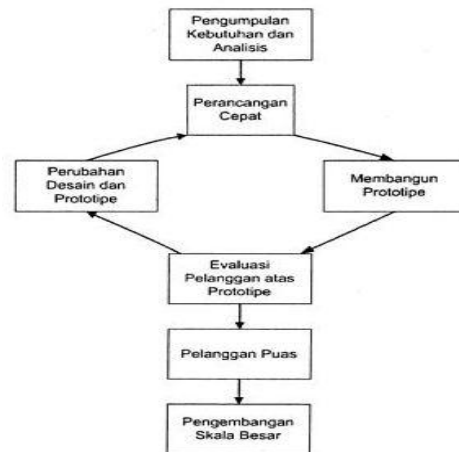 Pengumpulan
Kebutuhan dan
Analisis
Perancangan
Cepat
Perubahan
Desain dan
Prototipe
Membangun
Prototipe
Evaluasi
Pelanggan atas
Prototipe
Pelanggan Puas
Pengembangan
Skala Besar